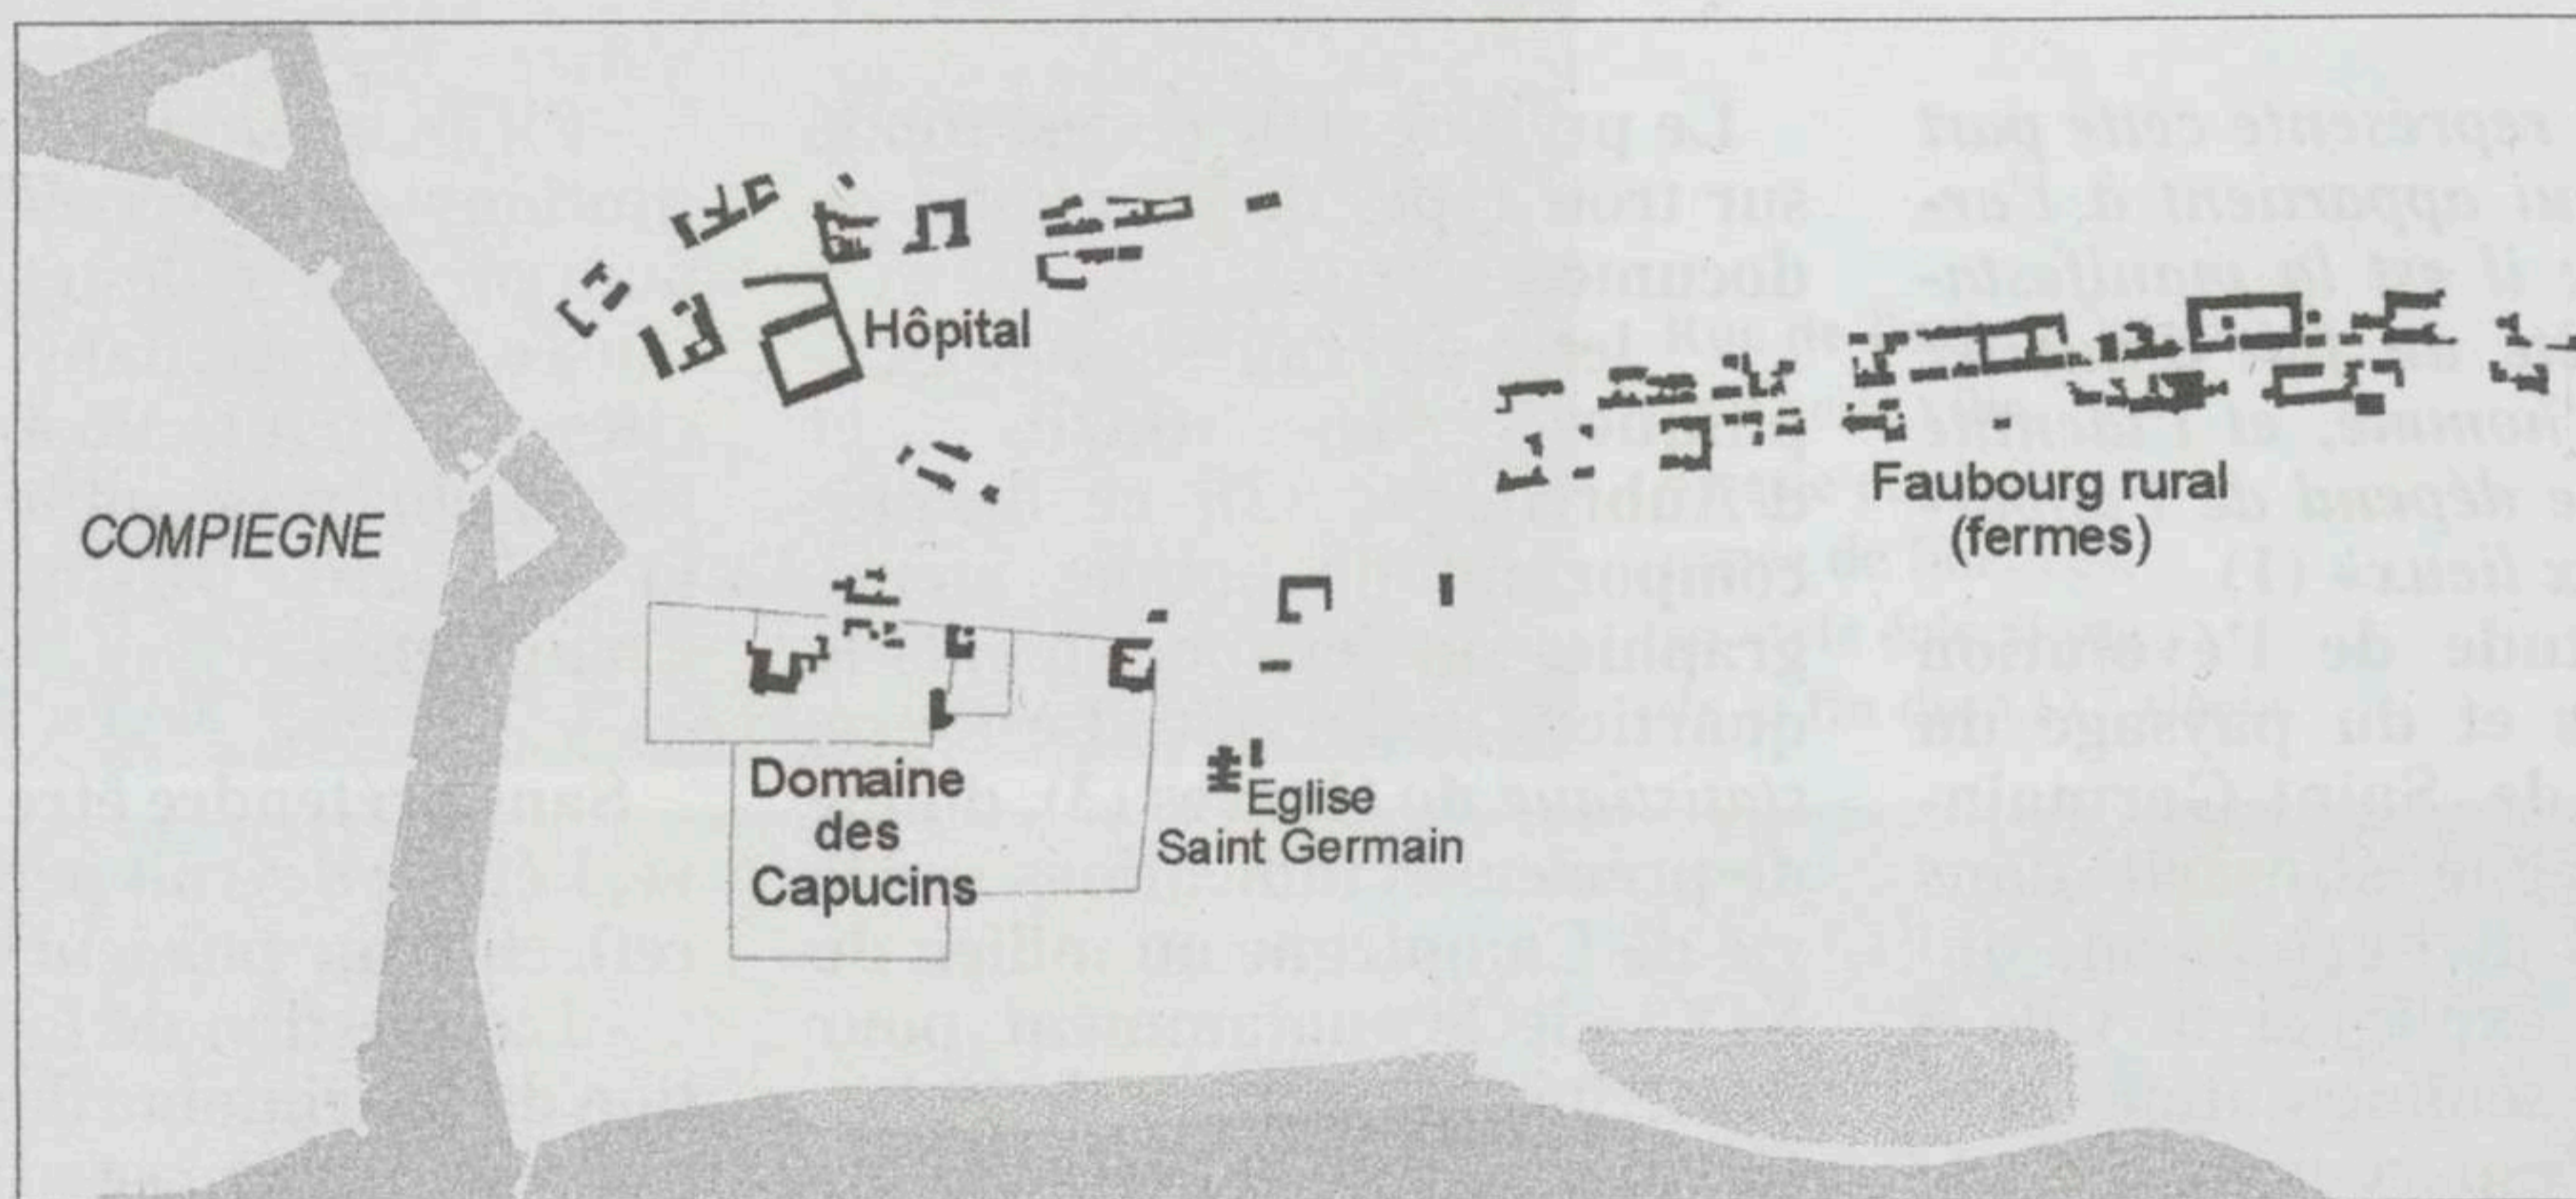 Hôpital
Faubourg rural
(fermes)
COMPIEGNE
Domaine
des
Capucins
Eglise
Saint Germain